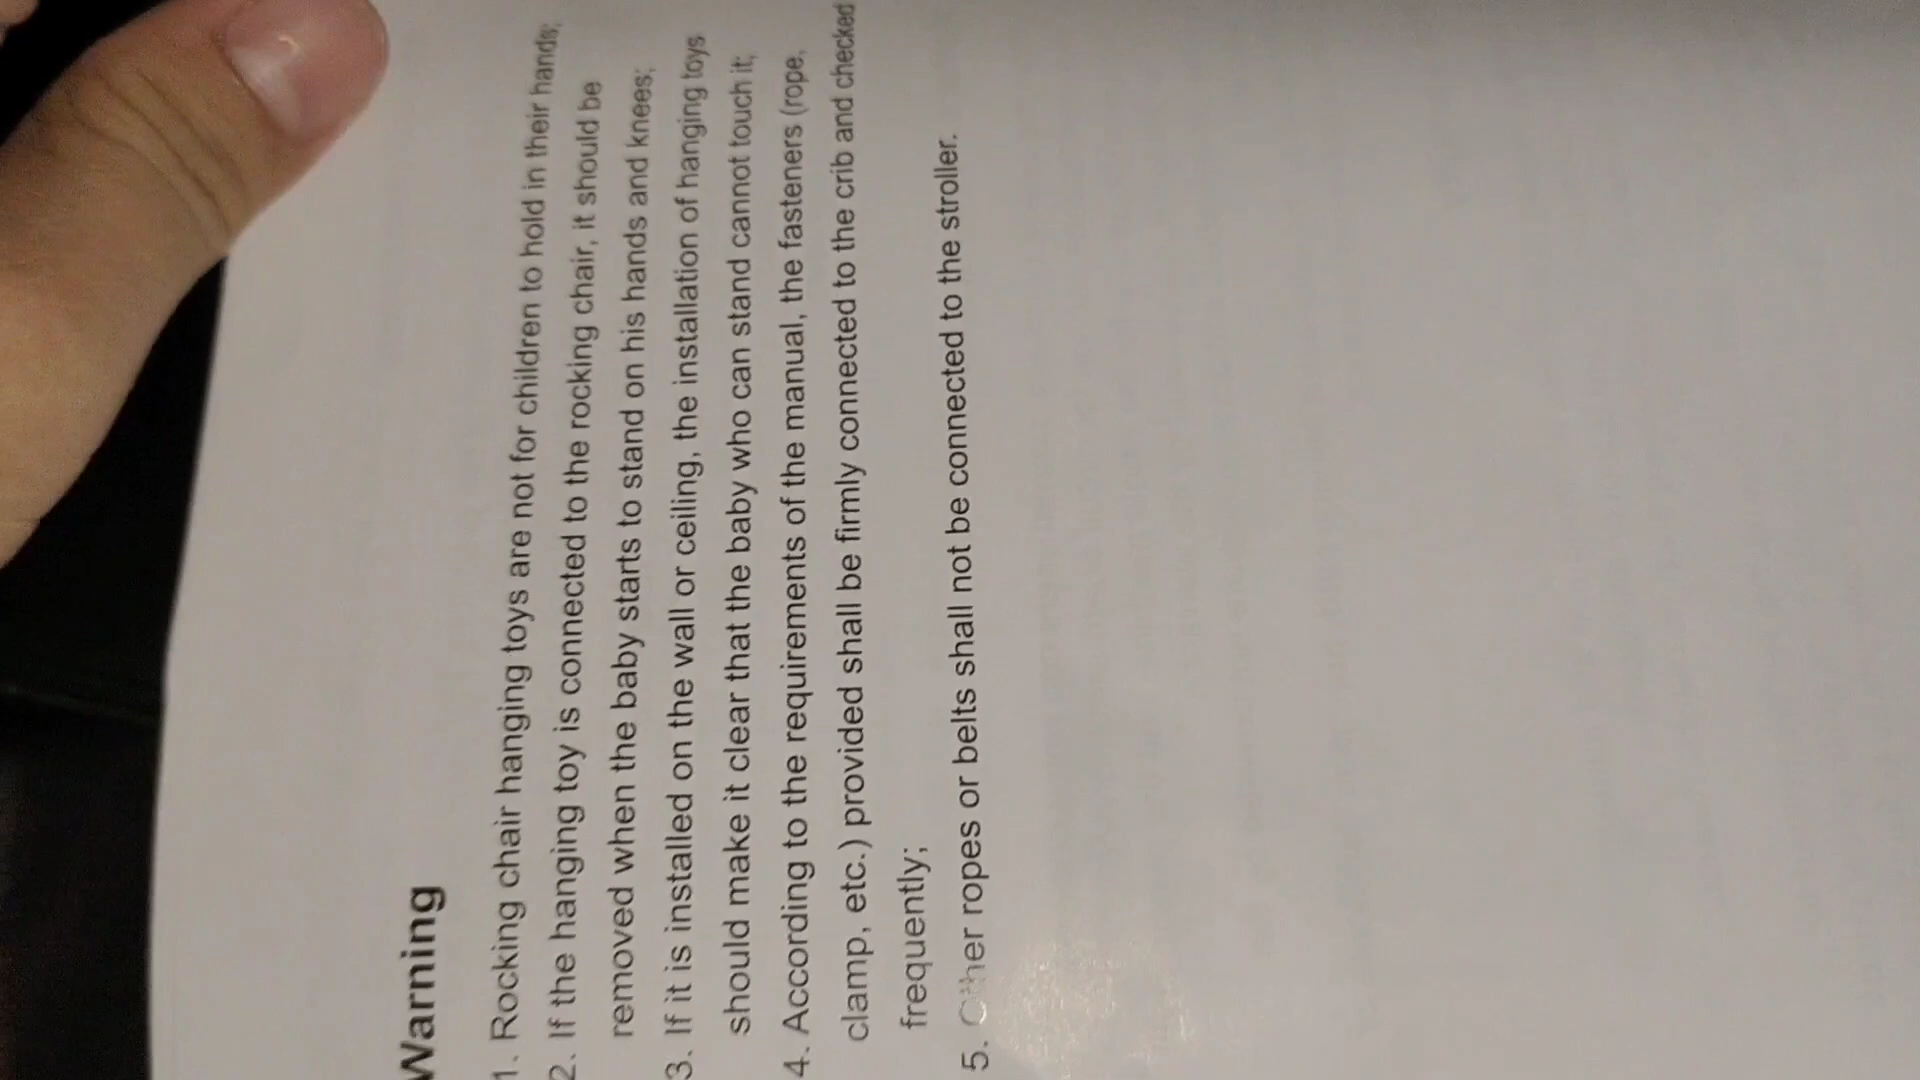 Warning
1. Rocking chair hanging toys are not for children to hold in their hands;
2. If the hanging toy is connected to the rocking chair, it should be
removed when the baby starts to stand on his hands and knees;
3. If it is installed on the wall or ceiling, the installation of hanging toys
should make it clear that the baby who can stand cannot touch it;
4. According to the requirements of the manual, the fasteners (rope,
clamp, etc.) provided shall be firmly connected to the crib and checked
frequently;
5. Other ropes or belts shall not be connected to the stroller.